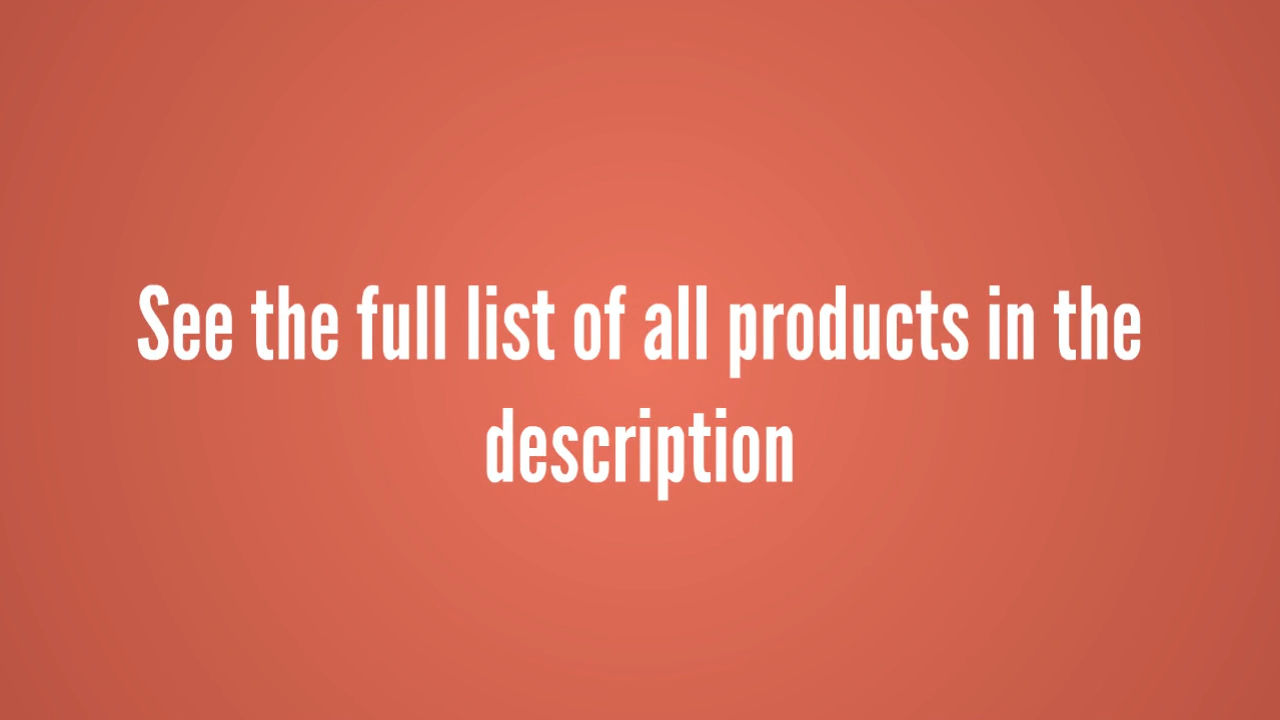 See the full list of all products in the
description